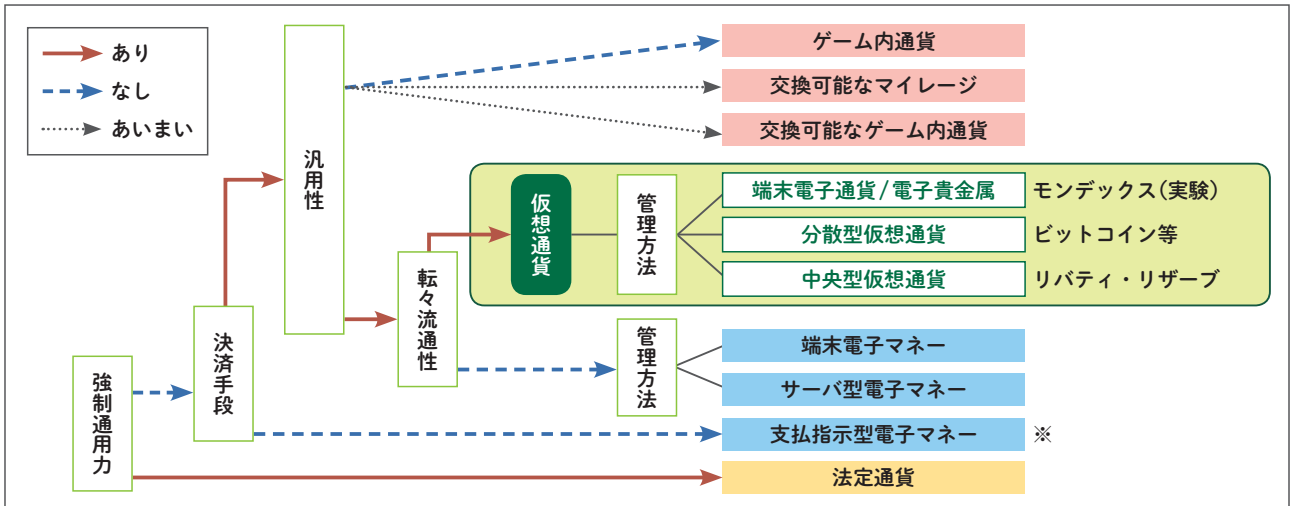 あり
なし
あいまい
ゲーム内通貨
交換可能なマイレージ
交換可能なゲーム内通貨
汎用性
仮想通貨
管理方法
端末電子通貨/電子貴金属
モンデックス(実験)
分散型仮想通貨
ビットコイン等
中央型仮想通貨
リバティ・リザーブ
転々流通性
決済手段
強制通用力
管理方法
端末電子マネー
サーバ型電子マネー
支払指示型電子マネー
※
法定通貨